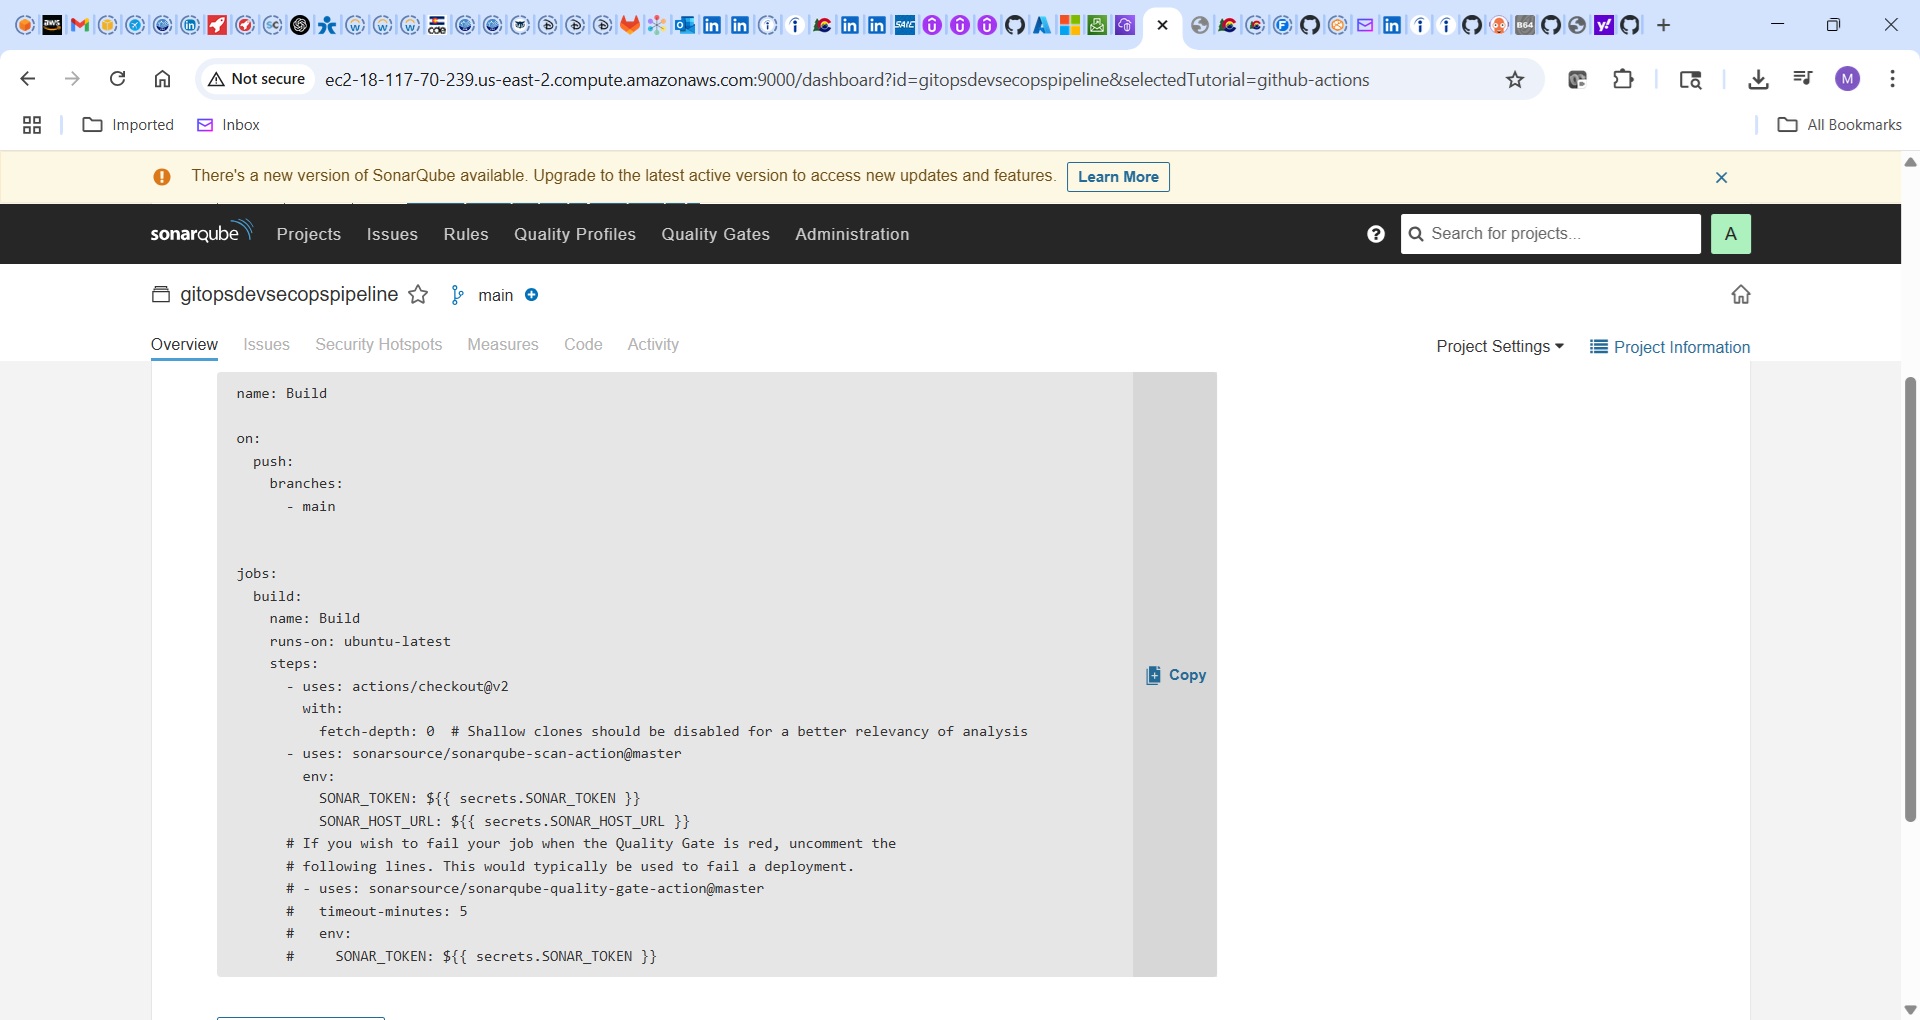 Not secure
ec2-18-117-70-239.us-east-2.compute.amazonaws.com:9000/dashboard?id=gitopsdevsecopspipeline&selectedTutorial=github-actions
M
Imported
Inbox
All Bookmarks
There's a new version of SonarQube available. Upgrade to the latest active version to access new updates and features.
Learn More
sonarqube
Projects
Issues
Rules
Quality Profiles
Quality Gates
Administration
Search for projects...
A
gitopsdevsecopspipeline
main
Overview
Issues
Security Hotspots
Measures
Code
Activity
Project Settings
Project Information
name: Build
on:
push:
branches:
- main
jobs:
build:
name: Build
runs-on: ubuntu-latest
steps:
- uses: actions/checkout@v2
with:
fetch-depth: 0  # Shallow clones should be disabled for a better relevancy of analysis
- uses: sonarsource/sonarqube-scan-action@master
env:
SONAR_TOKEN: ${{ secrets.SONAR_TOKEN }}
SONAR_HOST_URL: ${{ secrets.SONAR_HOST_URL }}
# If you wish to fail your job when the Quality Gate is red, uncomment the
# following lines. This would typically be used to fail a deployment.
# - uses: sonarsource/sonarqube-quality-gate-action@master
#   timeout-minutes: 5
#   env:
#     SONAR_TOKEN: ${{ secrets.SONAR_TOKEN }}
Copy